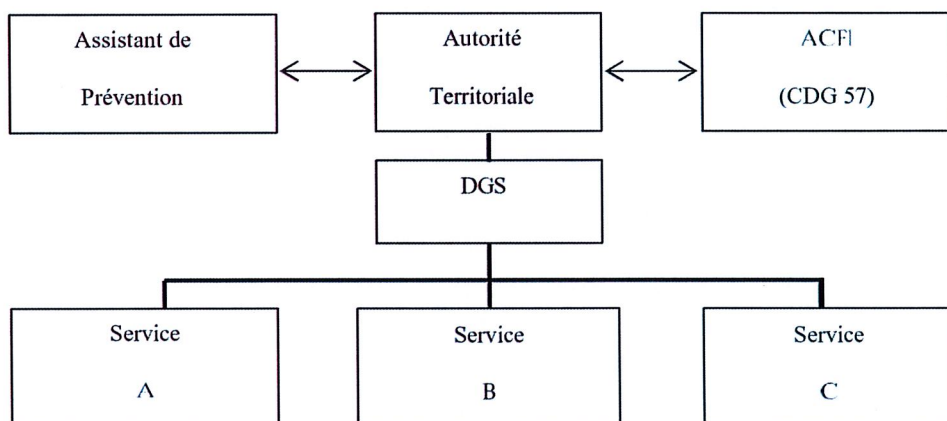 Assistant de
Prévention
Autorité
Territoriale
ACFI
(CDG 57)
DGS
Service
A
Service
B
Service
C